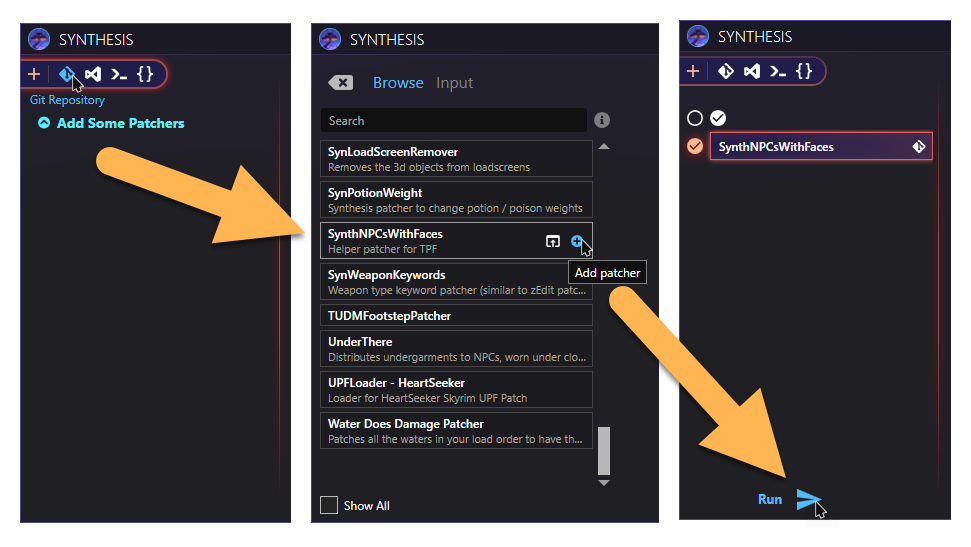 SYNTHESIS
Git Repository
Add Some Patchers
SYNTHESIS
Browse Input
Search
SynLoadScreenRemover
Removes the 3d objects from loadscreens
SynPotionWeight
Synthesis patcher to change potion / poison weights
SynthNPCsWithFaces
Helper patcher for TPF
Add patcher
SynWeaponKeywords
Weapon type keyword patcher (similar to zEdit patc...
TUDMFootstepPatcher
UnderThere
Distributes undergarments to NPCs, worn under clo...
UPFLoader - HeartSeeker
Loader for HeartSeeker Skyrim UPF Patch
Water Does Damage Patcher
Patches all the waters in your load order to have th...
Show All
SYNTHESIS
SynthNPCsWithFaces
Run